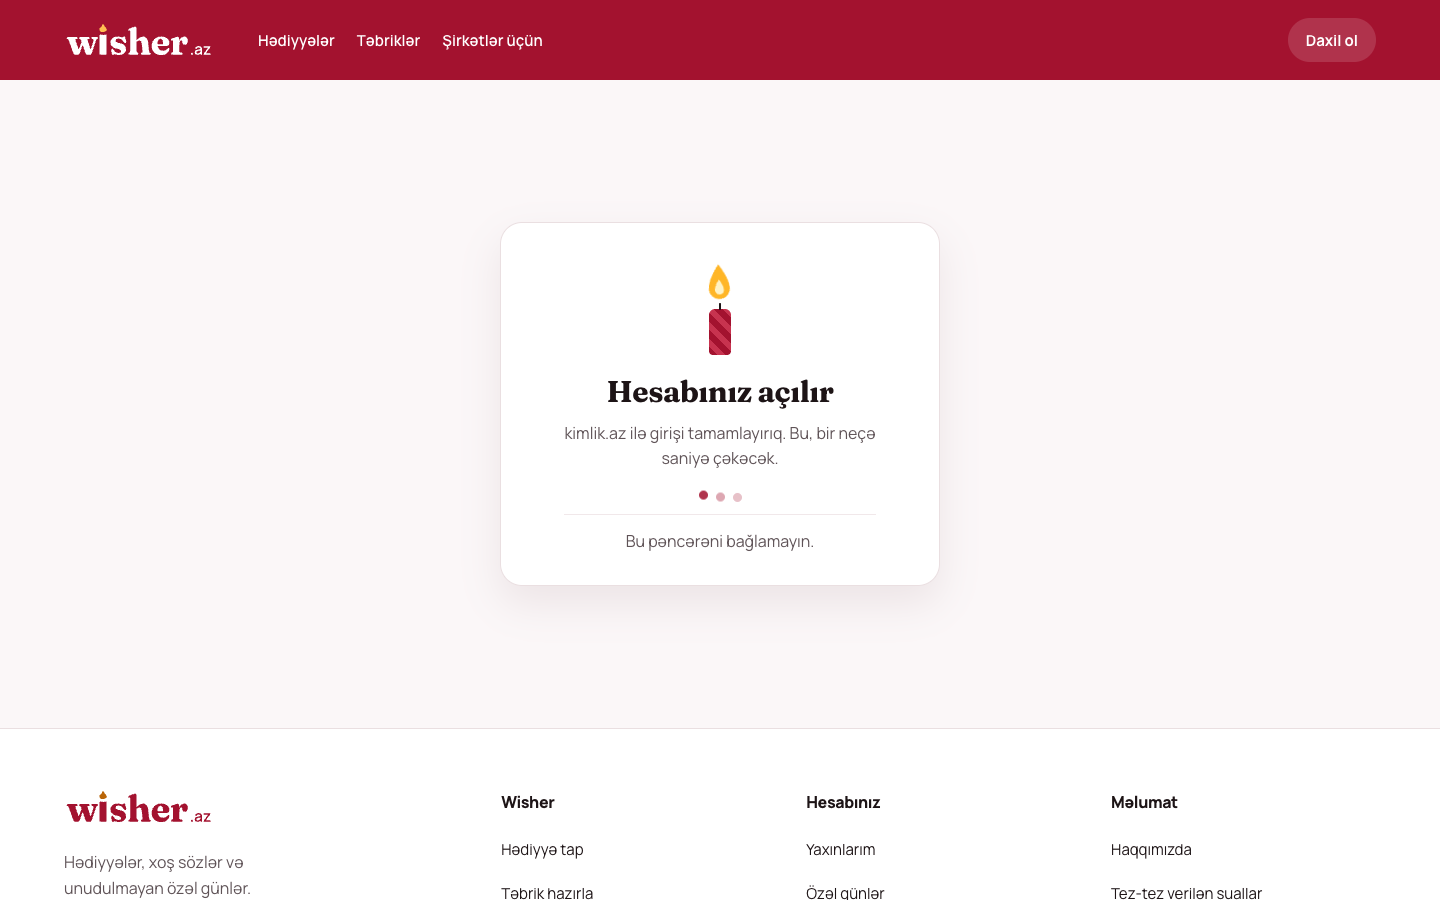 wisher.az
Hədiyyələr
Təbriklər
Şirkətlər üçün
Daxil ol
Hesabınız açılır
kimlik.az ilə girişi tamamlayırıq. Bu, bir neçə
saniyə çəkəcək.
Bu pəncərəni bağlamayın.
wisher.az
Hədiyyələr, xoş sözlər və
unudulmayan özəl günlər.
Wisher
Hədiyyə tap
Təbrik hazırla
Hesabınız
Yaxınlarım
Özəl günlər
Məlumat
Haqqımızda
Tez-tez verilən suallar